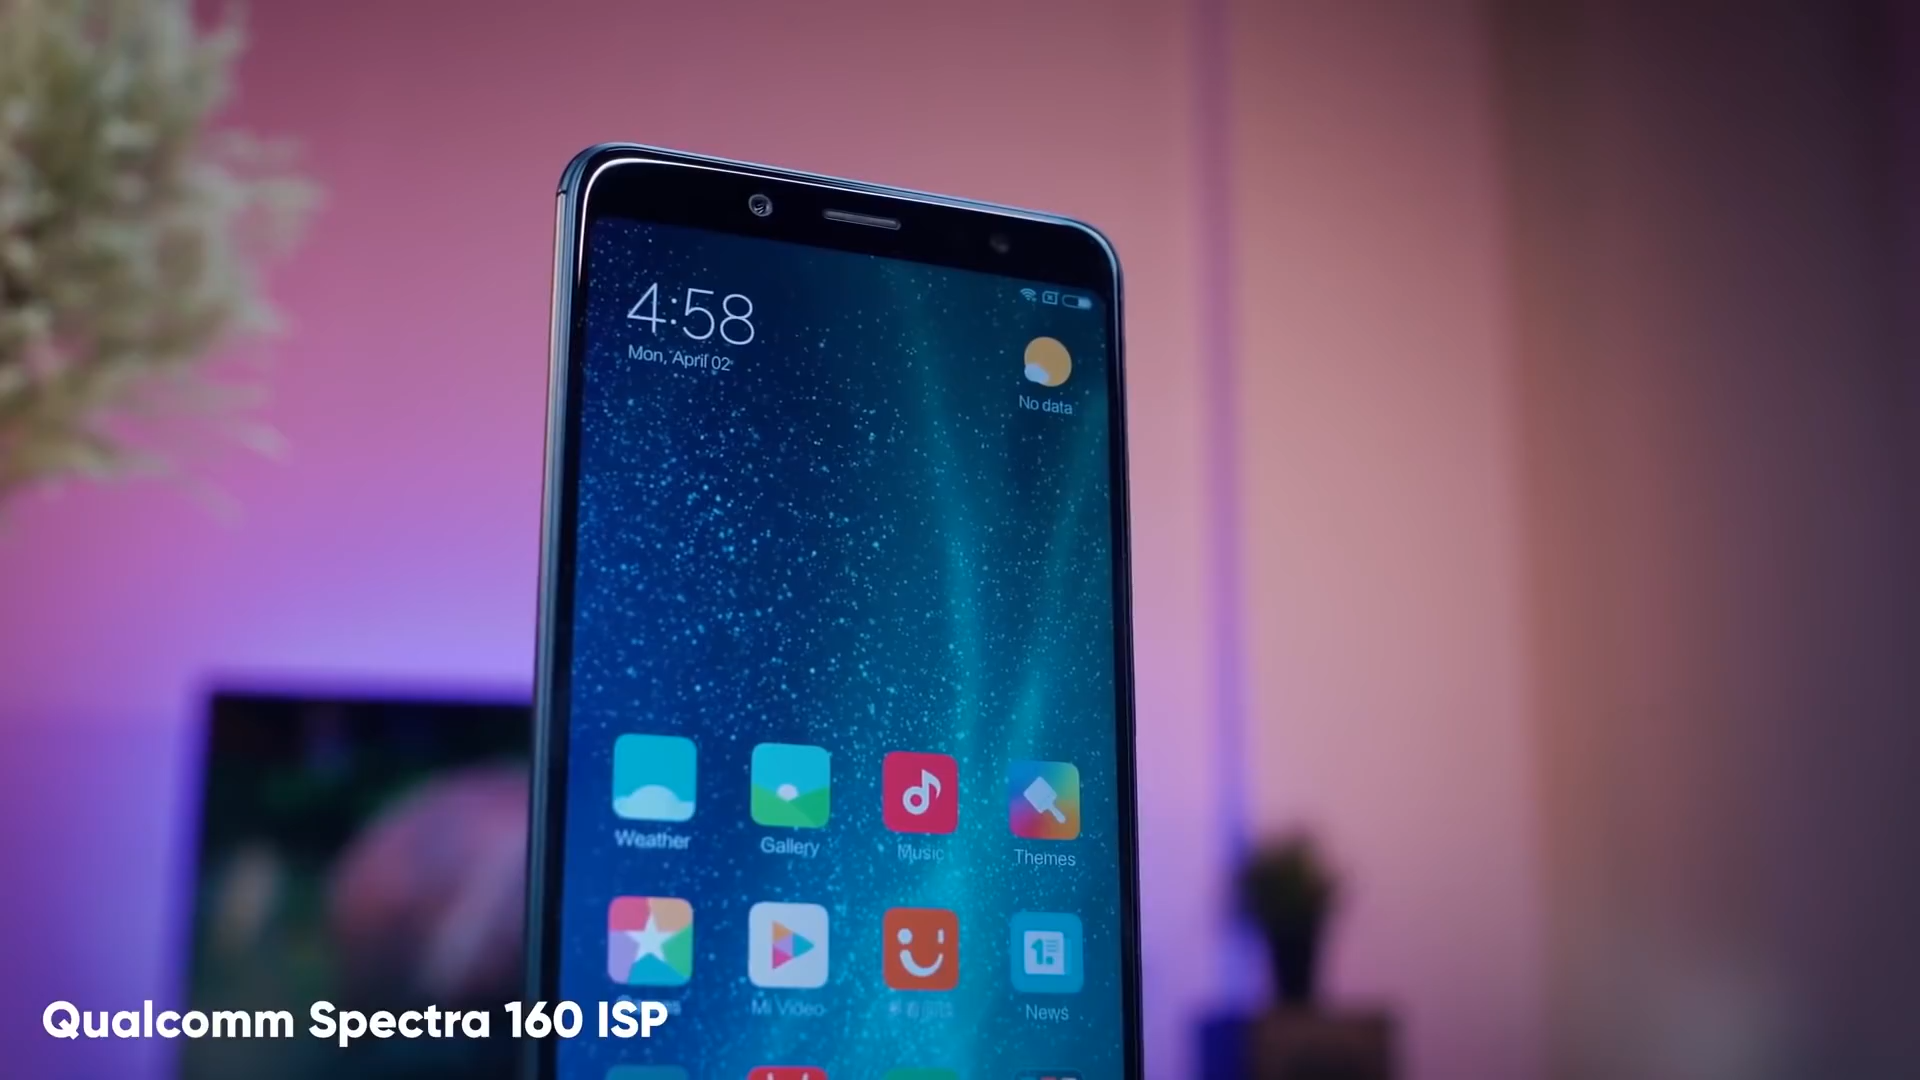 4:58
Mon, April 02
No data
Weather
Gallery
Music
Themes
Mi Video
News
Qualcomm Spectra 160 ISP